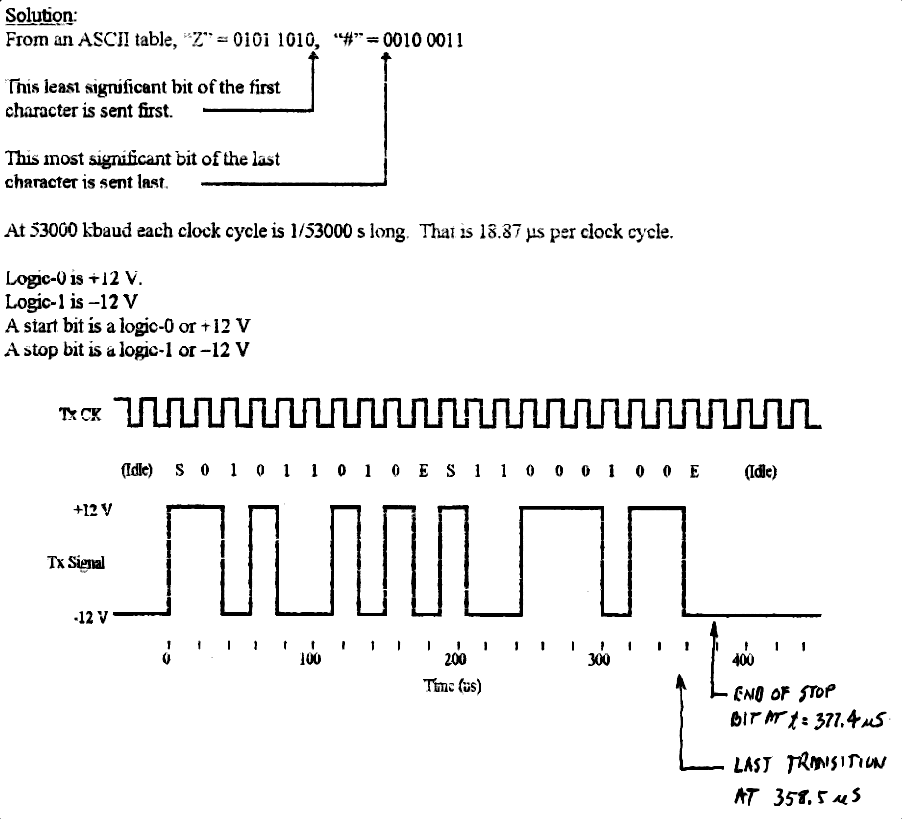 Solution:
From an ASCII table, “Z” = 0101 1010, “#” = 0010 0011
This least significant bit of the first
character is sent first.
This most significant bit of the last
character is sent last.
At 53000 kbaud each clock cycle is 1/53000 s long. That is 18.87 µs per clock cycle.
Logic-0 is +12 V.
Logic-1 is –12 V
A start bit is a logic-0 or +12 V
A stop bit is a logic-1 or –12 V
Tx CK
(Idle) S 0 1 0 1 1 0 1 0 E S 1 1 0 0 0 1 0 0 E (Idle)
+12 V
Tx Signal
-12 V
0 100 200 300 400
Time (us)
END OF STOP
BIT AT t = 377.4 µS
LAST TRANSITION
AT 358.5 µS